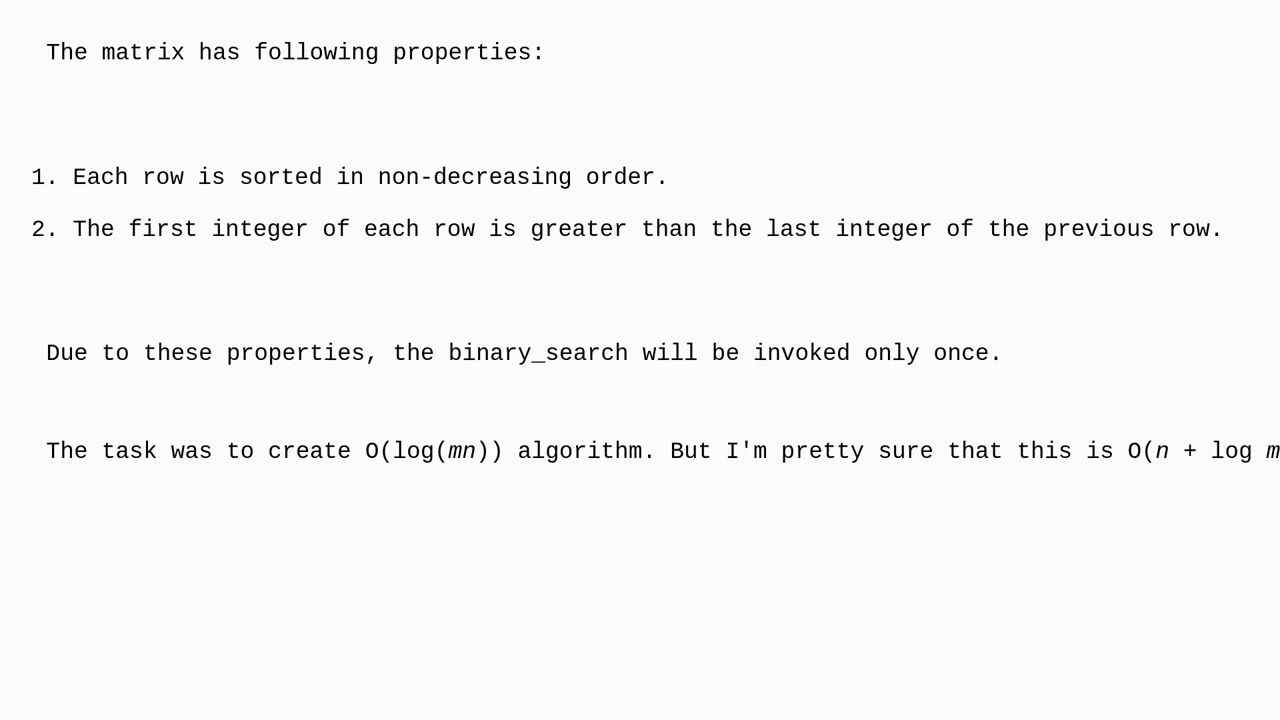 The matrix has following properties:
1. Each row is sorted in non-decreasing order.
2. The first integer of each row is greater than the last integer of the previous row.
Due to these properties, the binary_search will be invoked only once.
The task was to create O(log(mn)) algorithm. But I'm pretty sure that this is O(n + log m